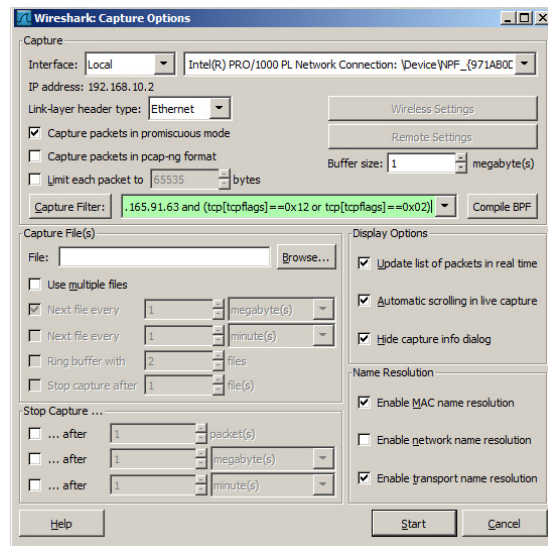 Wireshark: Capture Options
Capture
Interface: Local Intel(R) PRO/1000 PL Network Connection: \Device\NPF_{971AB0D
IP address: 192.168.10.2
Link-layer header type: Ethernet Wireless Settings
Capture packets in promiscuous mode Remote Settings
Capture packets in pcap-ng format Buffer size: 1 megabyte(s)
Limit each packet to 65535 bytes
Capture Filter: .165.91.63 and (tcp[tcpflags]==0x12 or tcp[tcpflags]==0x02) Compile BPF
Capture File(s)
File: Browse...
Use multiple files
Next file every 1 megabyte(s)
Next file every 1 minute(s)
Ring buffer with 2 files
Stop capture after 1 file(s)
Display Options
Update list of packets in real time
Automatic scrolling in live capture
Hide capture info dialog
Stop Capture ...
... after 1 packet(s)
... after 1 megabyte(s)
... after 1 minute(s)
Name Resolution
Enable MAC name resolution
Enable network name resolution
Enable transport name resolution
Help Start Cancel